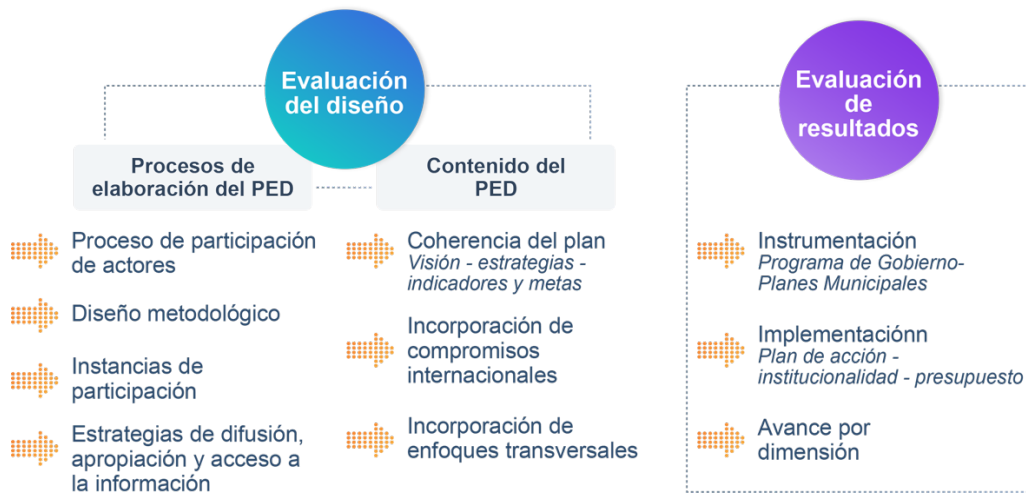 Evaluación
del diseño
Procesos de
elaboración del PED
Contenido del
PED
Proceso de participación
de actores
Diseño metodológico
Instancias de
participación
Estrategias de difusión,
apropiación y acceso a
la información
Coherencia del plan
Visión - estrategias -
indicadores y metas
Incorporación de
compromisos
internacionales
Incorporación de
enfoques transversales
Evaluación
de
resultados
Instrumentación
Programa de Gobierno-
Planes Municipales
Implementaciónn
Plan de acción -
institucionalidad - presupuesto
Avance por
dimensión